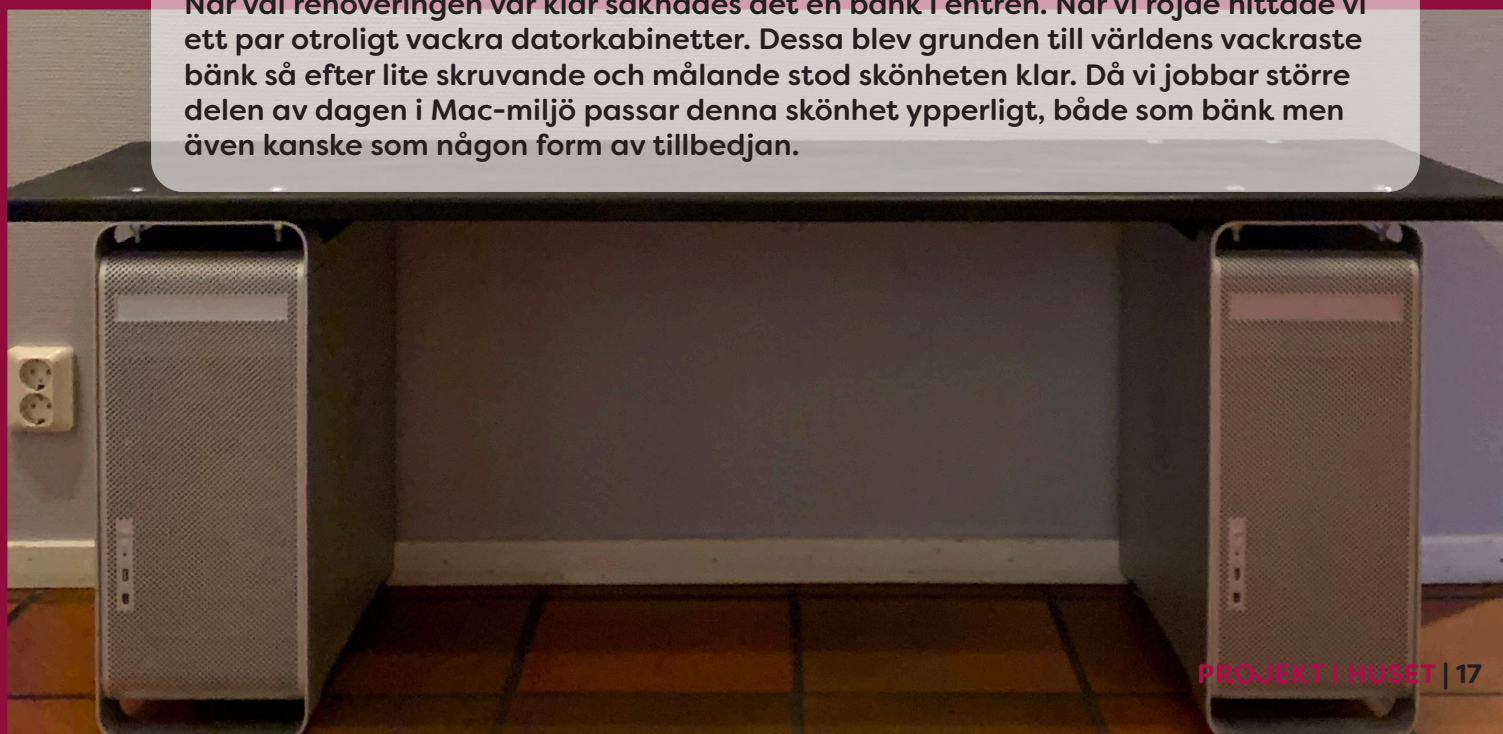 När väl renoveringen var klar saknades det en bänk i entrén. När vi röjde hittade vi
ett par otroligt vackra datorkabinetter. Dessa blev grunden till världens vackraste
bänk så efter lite skruvande och målande stod skönheten klar. Då vi jobbar större
delen av dagen i Mac-miljö passar denna skönhet ypperligt, både som bänk men
även kanske som någon form av tillbedjan.
PROJEKT I HUSET | 17